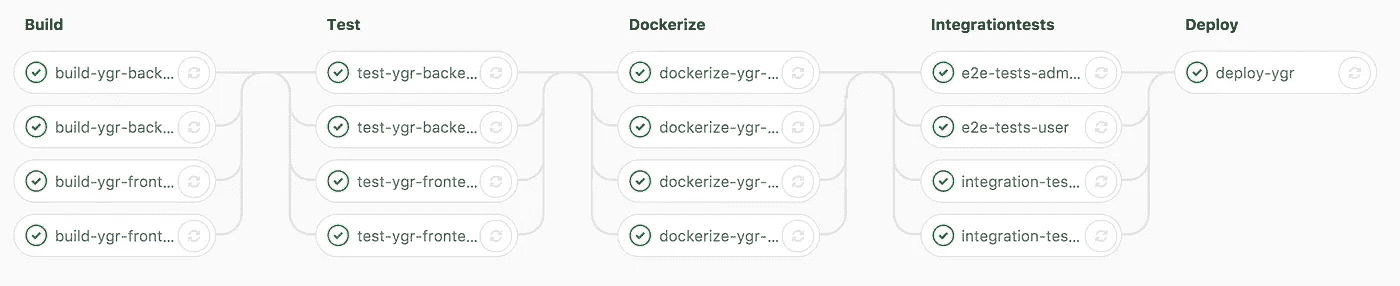 Build
build-ygr-back...
build-ygr-back...
build-ygr-front...
build-ygr-front...
Test
test-ygr-backe...
test-ygr-backe...
test-ygr-fronte...
test-ygr-fronte...
Dockerize
dockerize-ygr-...
dockerize-ygr-...
dockerize-ygr-...
dockerize-ygr-...
Integrationtests
e2e-tests-adm...
e2e-tests-user
integration-tes...
integration-tes...
Deploy
deploy-ygr